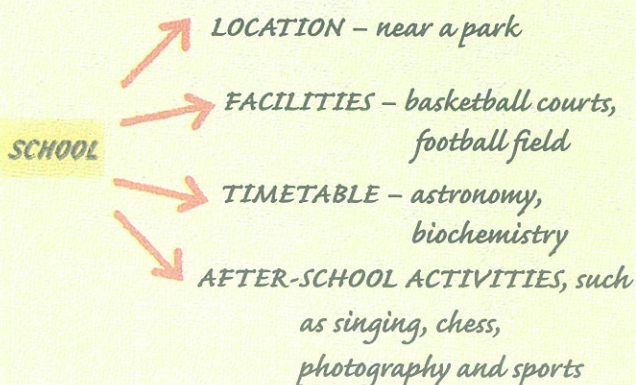 LOCATION – near a park
FACILITIES – basketball courts,
football field
SCHOOL
TIMETABLE – astronomy,
biochemistry
AFTER-SCHOOL ACTIVITIES, such
as singing, chess,
photography and sports